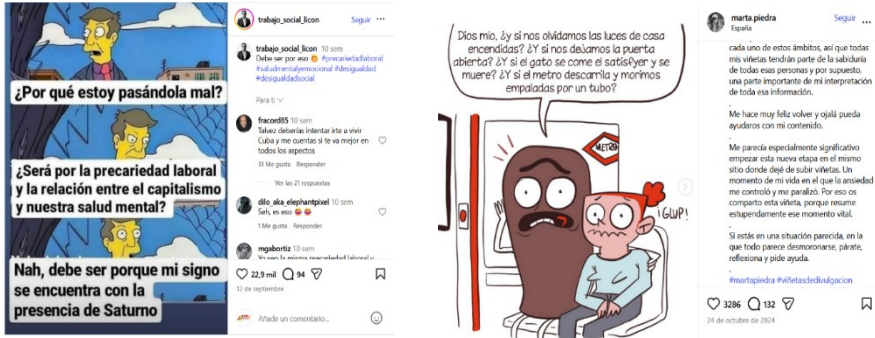 trabajo_social_licon
Seguir
...
¿Por qué estoy pasándola mal?
¿Será por la precariedad laboral
y la relación entre el capitalismo
y nuestra salud mental?
Nah, debe ser porque mi signo
se encuentra con la
presencia de Saturno
trabajo_social_licon 10 sem
Debe ser por eso #precariedadlaboral
#saludmentalyemocional #desigualdad
#desigualdadsocial
Para ti
fracord85 10 sem
Talvez deberías intentar irte a vivir
Cuba y me cuentas si te va mejor en
todos los aspectos
31 Me gusta Responder
Ver las 21 respuestas
dilo_aka_elephantpixel 10 sem
Seh, es eso
1 Me gusta Responder
mgabortiz 10 sem
Yo veo la misma precariedad laboral y
22,9 mil 94
12 de septiembre
Añade un comentario...
Dios mio, ¿y si nos olvidamos las luces de casa
encendidas? ¿Y si nos dejamos la puerta
abierta? ¿Y si el gato se come el satisfyer y se
muere? ¿Y si el metro descarrila y morimos
empaladas por un tubo?
METRO
¡GLUP!
marta.piedra
Seguir
...
España
cada uno de estos ámbitos, así que todas
mis viñetas tendrán parte de la sabiduría
de todas esas personas y por supuesto,
una parte importante de mi interpretación
de toda esa información.
.
Me hace muy feliz volver y ojalá pueda
ayudaros con mi contenido.
.
Me parecía especialmente significativo
empezar esta nueva etapa en el mismo
sitio donde dejé de subir viñetas. Un
momento de mi vida en el que la ansiedad
me controló y me paralizó. Por eso os
comparto esta viñeta, porque resume
estupendamente ese momento vital.
.
Si estás en una situación parecida, en la
que todo parece desmoronarse, párate,
reflexiona y pide ayuda.
.
#martapiedra #viñetasdedivulgacion
3286 132
24 de octubre de 2024